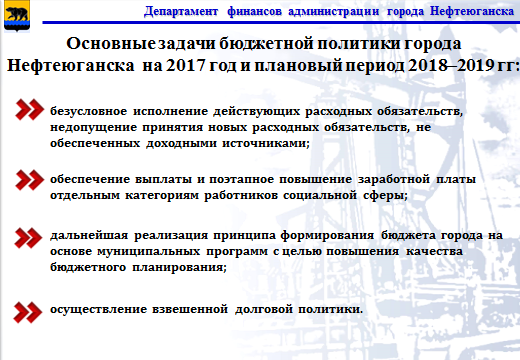 Департамент финансов администрации города Нефтеюганска
Основные задачи бюджетной политики города
Нефтеюганска на 2017 год и плановый период 2018–2019 гг:
безусловное исполнение действующих расходных обязательств,
недопущение принятия новых расходных обязательств, не
обеспеченных доходными источниками;
обеспечение выплаты и поэтапное повышение заработной платы
отдельным категориям работников социальной сферы;
дальнейшая реализация принципа формирования бюджета города на
основе муниципальных программ с целью повышения качества
бюджетного планирования;
осуществление взвешенной долговой политики.